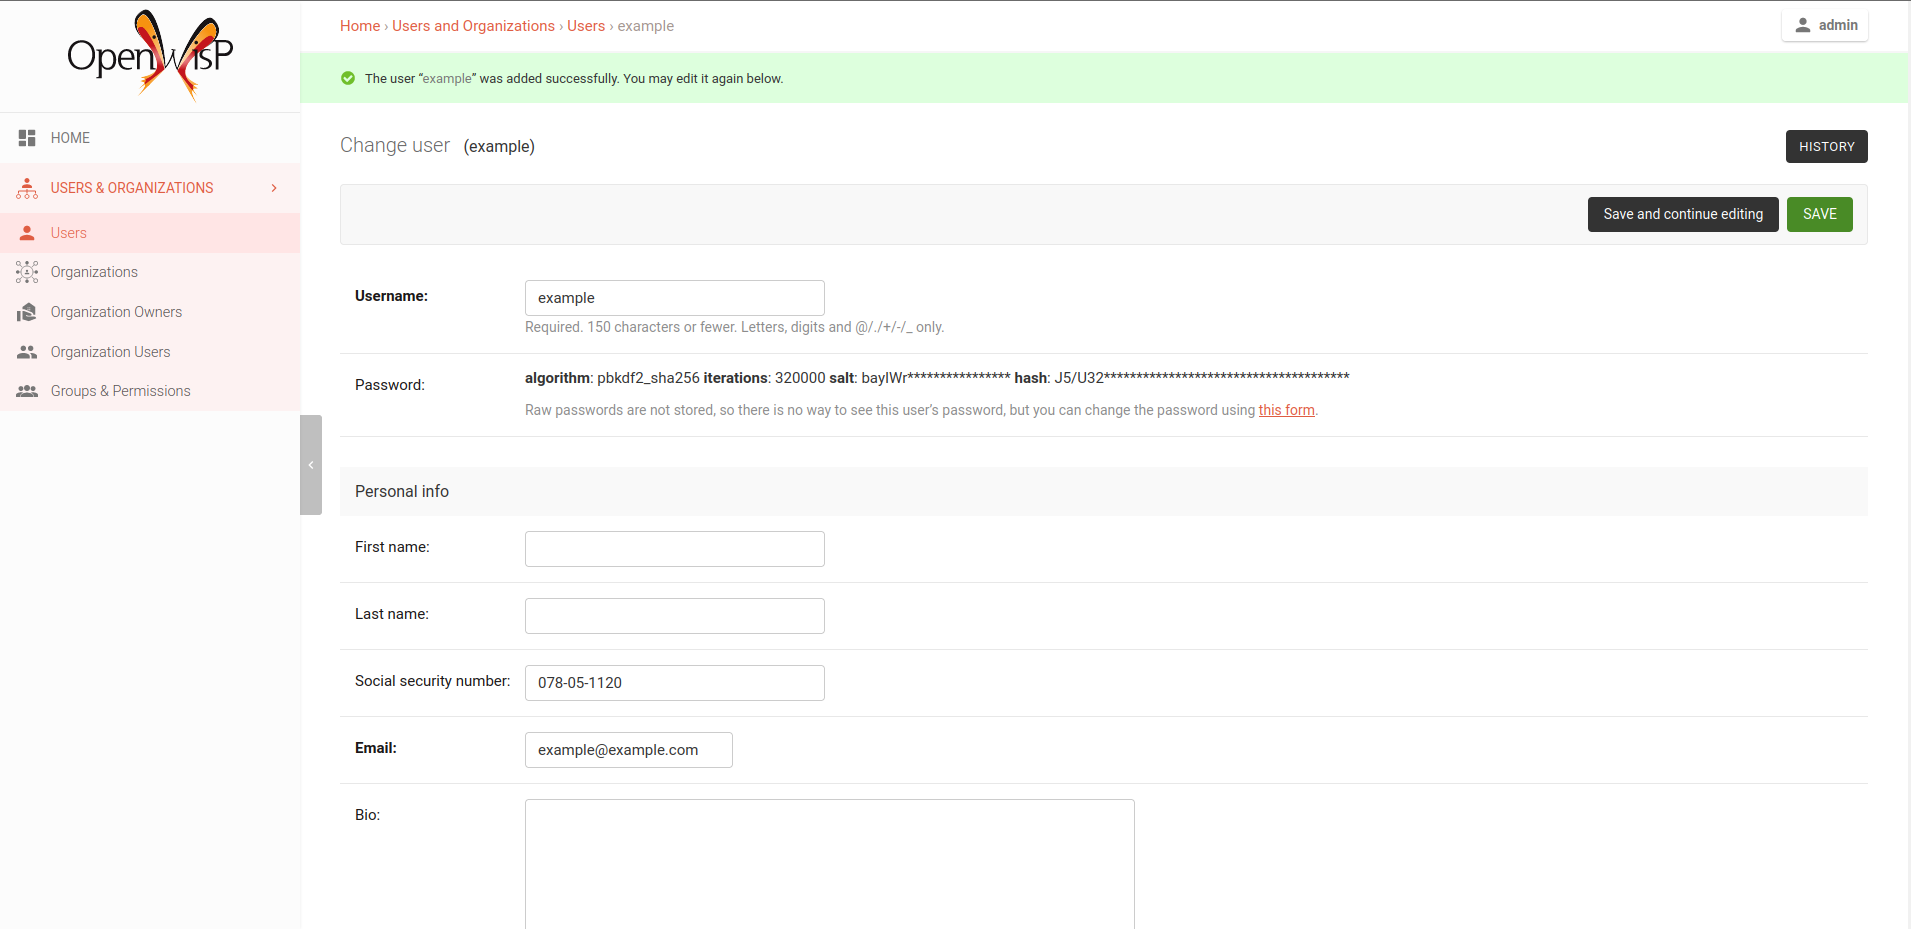 OpenWISP
Home › Users and Organizations › Users › example
admin
The user “example” was added successfully. You may edit it again below.
HOME
USERS & ORGANIZATIONS
Users
Organizations
Organization Owners
Organization Users
Groups & Permissions
Change user (example)
HISTORY
Save and continue editing
SAVE
Username:
example
Required. 150 characters or fewer. Letters, digits and @/./+/-/_ only.
Password:
algorithm: pbkdf2_sha256 iterations: 320000 salt: bayIWr**************** hash: J5/U32**************************************
Raw passwords are not stored, so there is no way to see this user’s password, but you can change the password using this form.
Personal info
First name:
Last name:
Social security number:
078-05-1120
Email:
example@example.com
Bio: